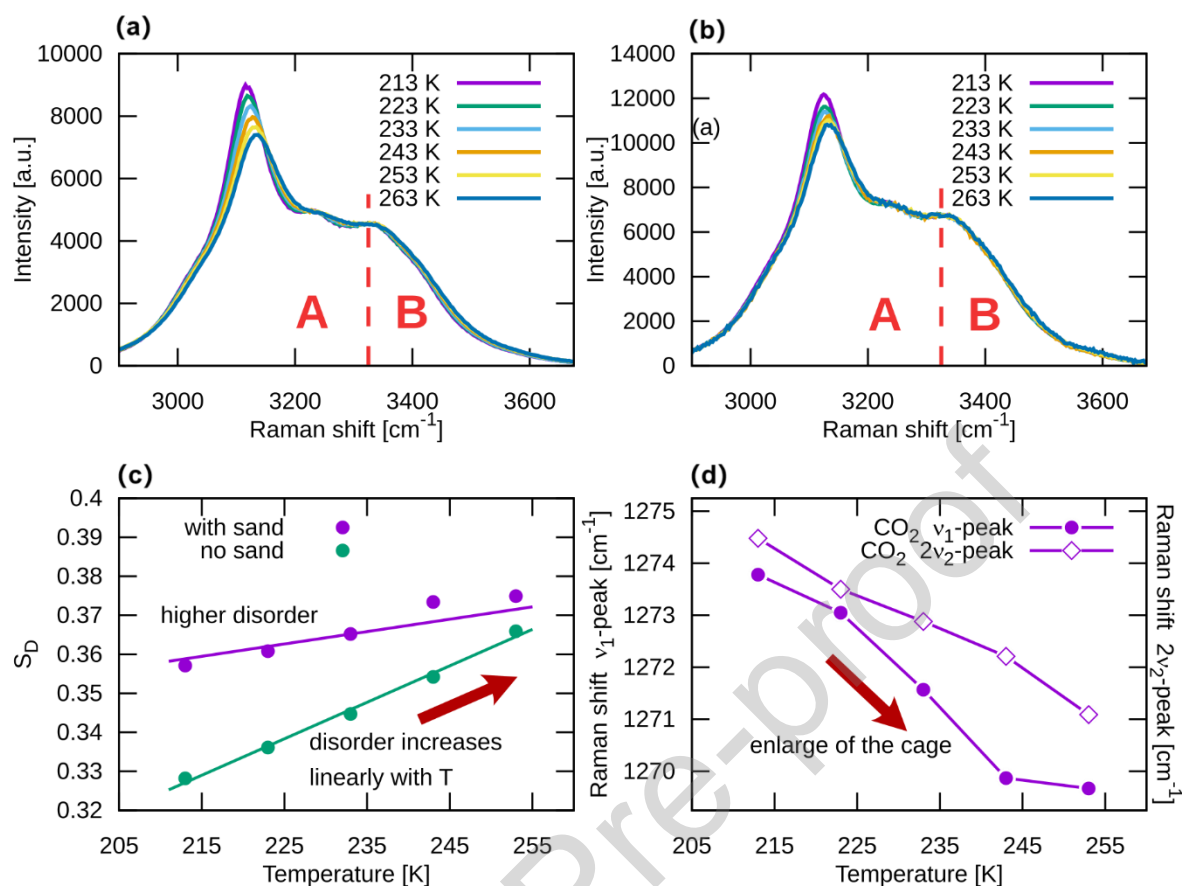 (a)
10000
8000
6000
4000
2000
0
Intensity [a.u.]
213 K
223 K
233 K
243 K
253 K
263 K
A
B
3000
3200
3400
3600
Raman shift [cm-1]
(b)
14000
12000
10000
8000
6000
4000
2000
0
Intensity [a.u.]
(a)
213 K
223 K
233 K
243 K
253 K
263 K
A
B
3000
3200
3400
3600
Raman shift [cm-1]
(c)
0.4
0.39
0.38
0.37
0.36
0.35
0.34
0.33
0.32
SD
with sand
no sand
higher disorder
disorder increases
linearly with T
205
215
225
235
245
255
Temperature [K]
(d)
1275
1274
1273
1272
1271
1270
Raman shift ν1-peak [cm-1]
CO2 ν1-peak
CO2 2ν2-peak
enlarge of the cage
Raman shift 2ν2-peak [cm-1]
205
215
225
235
245
255
Temperature [K]
Pre-proof